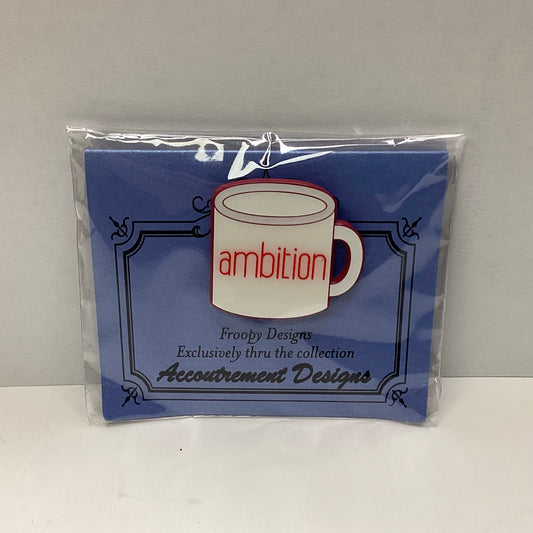 ambition
Froopy Designs
Exclusively thru the collection
Accoutrement Designs